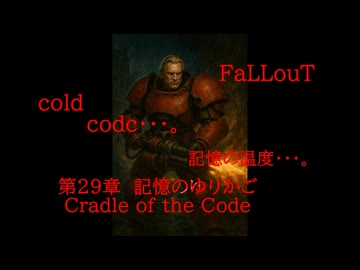 FaLLouT
cold
codc・・・。
記憶の温度・・・。
第29章 記憶のゆりかご
Cradle of the Code